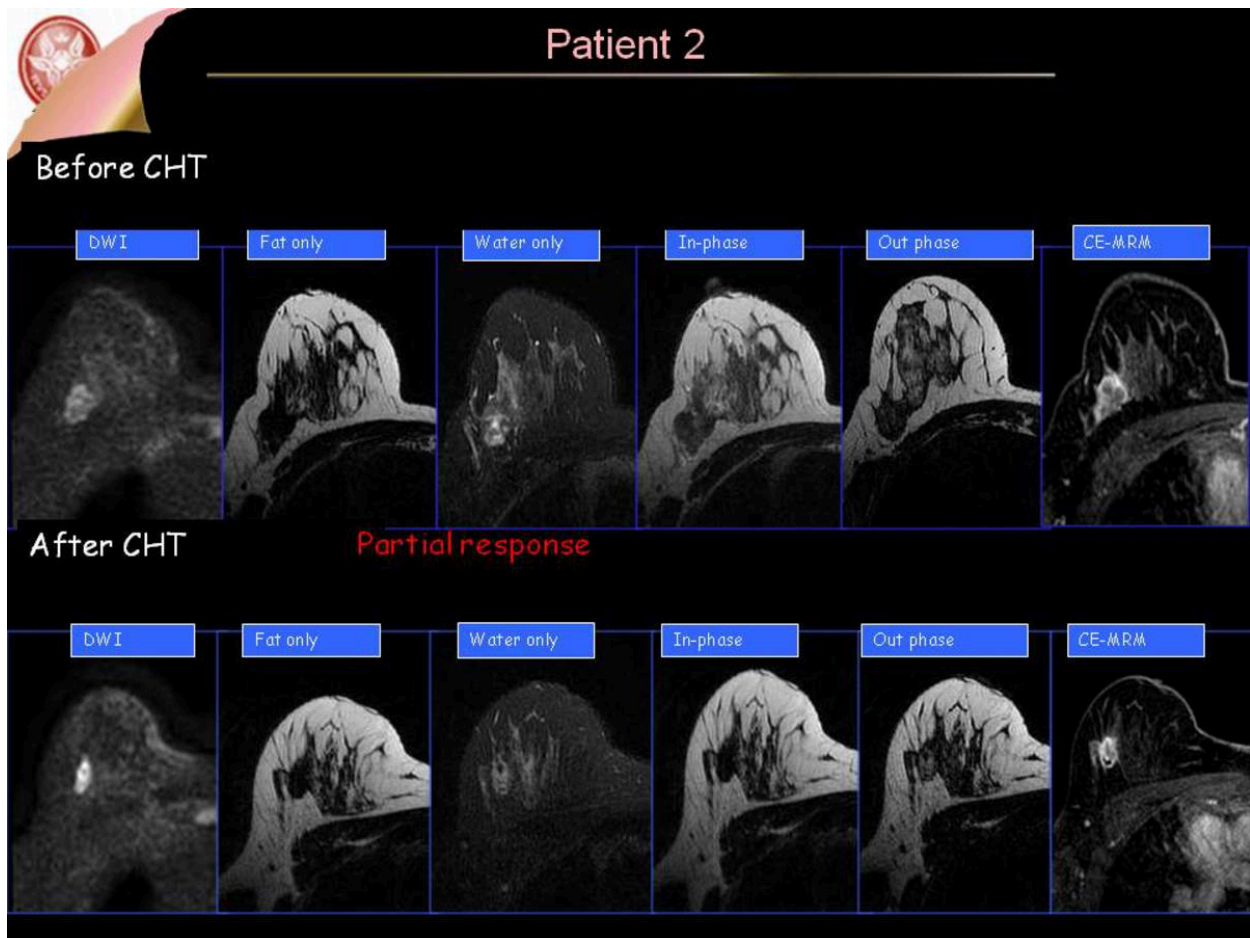 Patient 2
Before CHT
DWI Fat only Water only In-phase Out phase CE-MRM
After CHT Partial response
DWI Fat only Water only In-phase Out phase CE-MRM